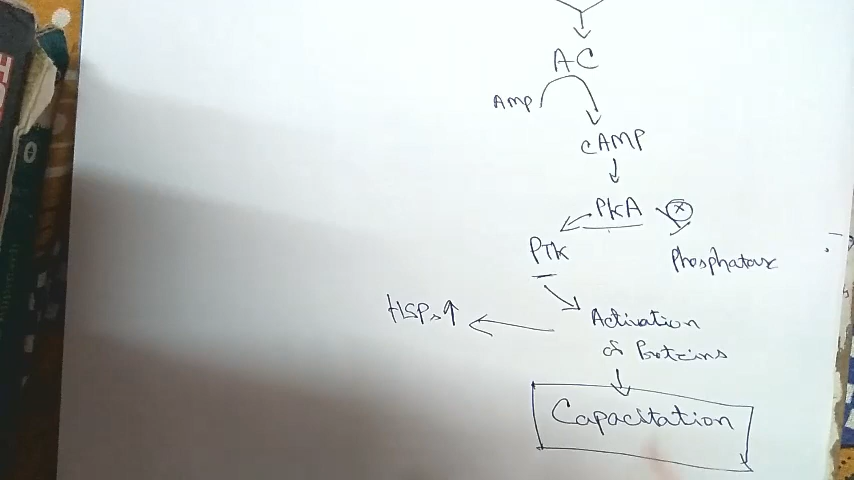 AC
AMP
cAMP
PKA
PTK
Phosphatase
HSPs↑
Activation
of Proteins
Capacitation